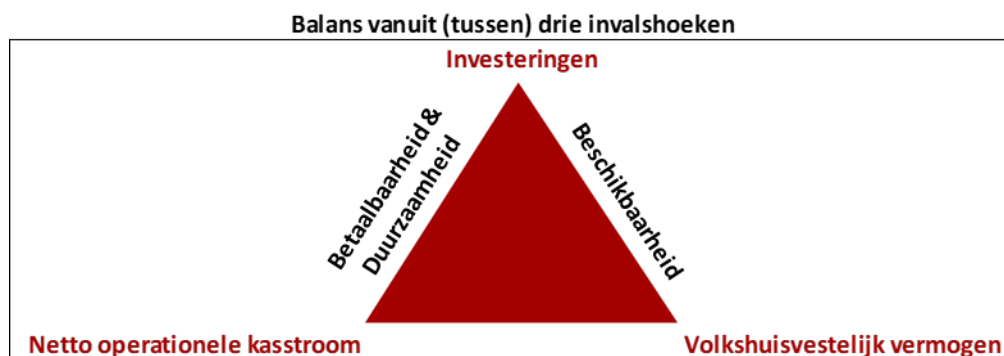 Balans vanuit (tussen) drie invalshoeken
Investeringen
Betaalbaarheid &
Duurzaamheid
Beschikbaarheid
Netto operationele kasstroom
Volkshuisvestelijk vermogen